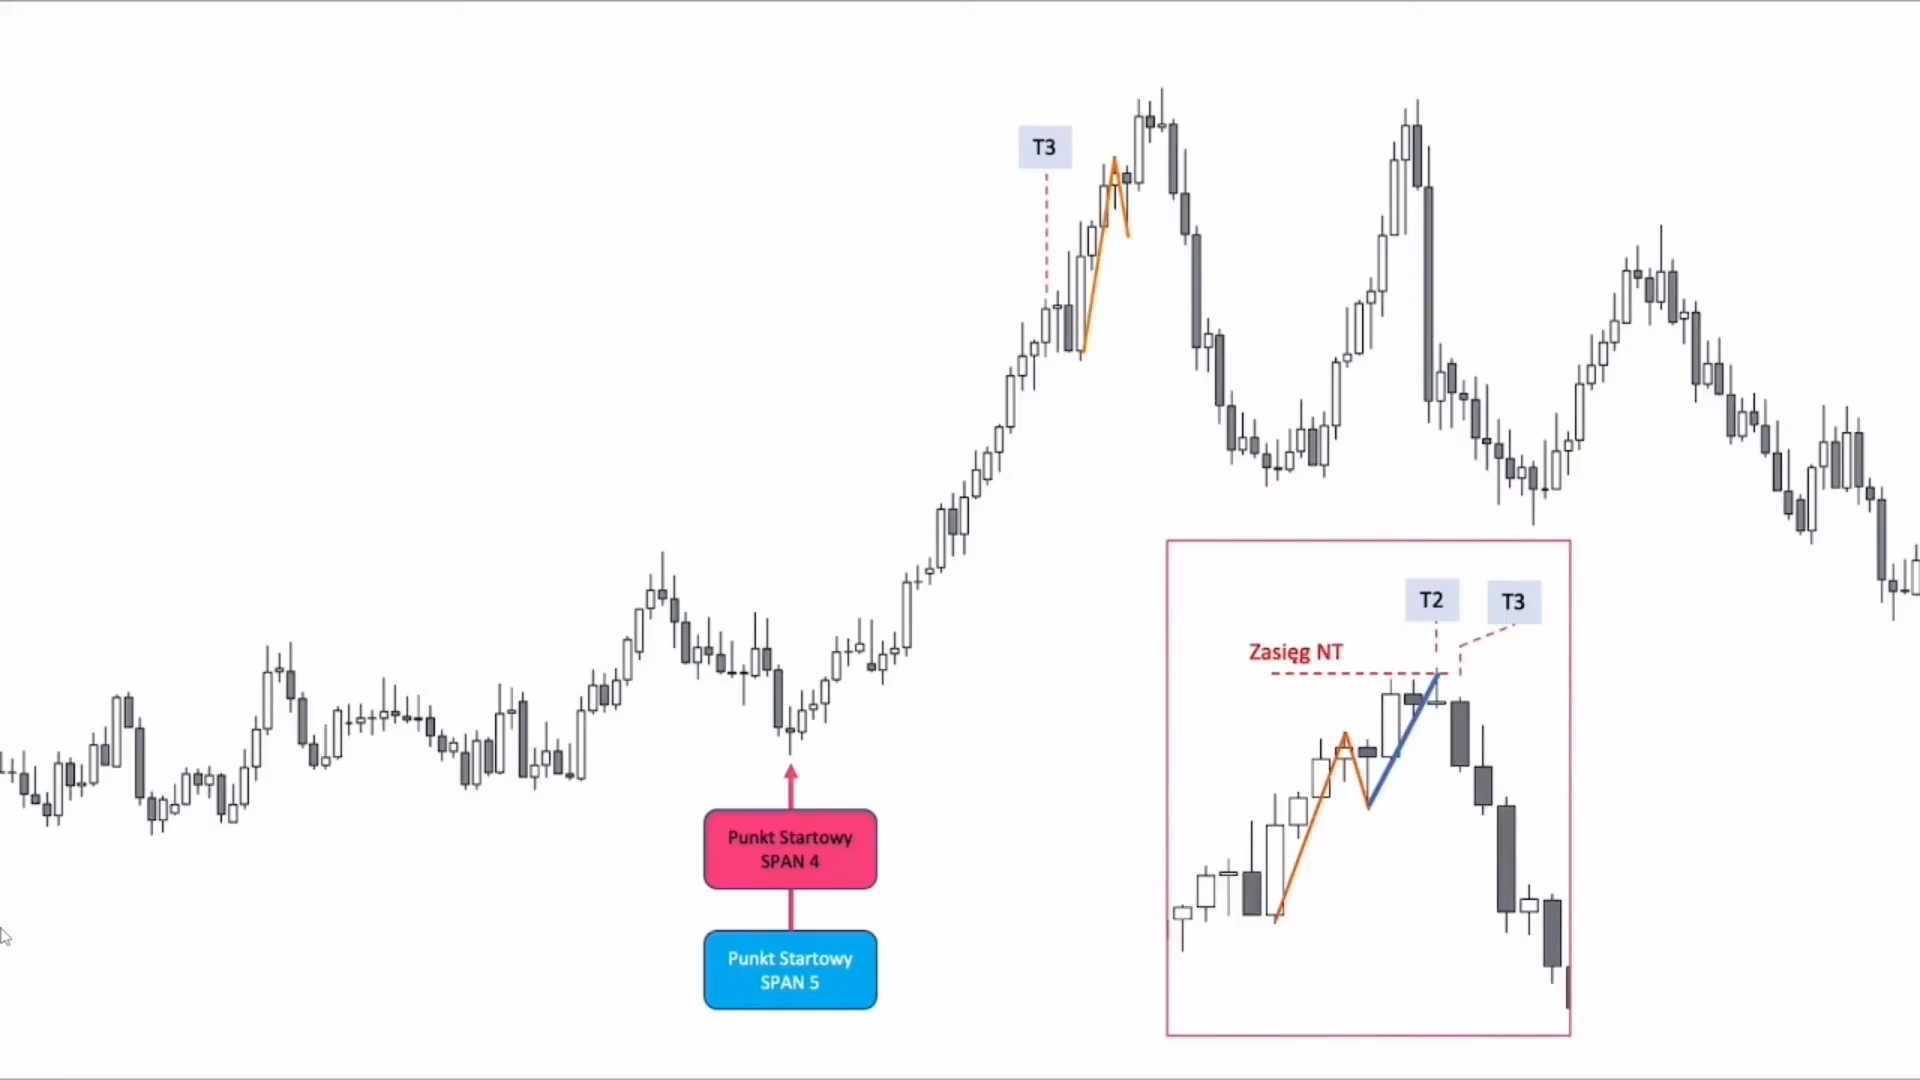 T3
T2
T3
Zasięg NT
Punkt Startowy
SPAN 4
Punkt Startowy
SPAN 5